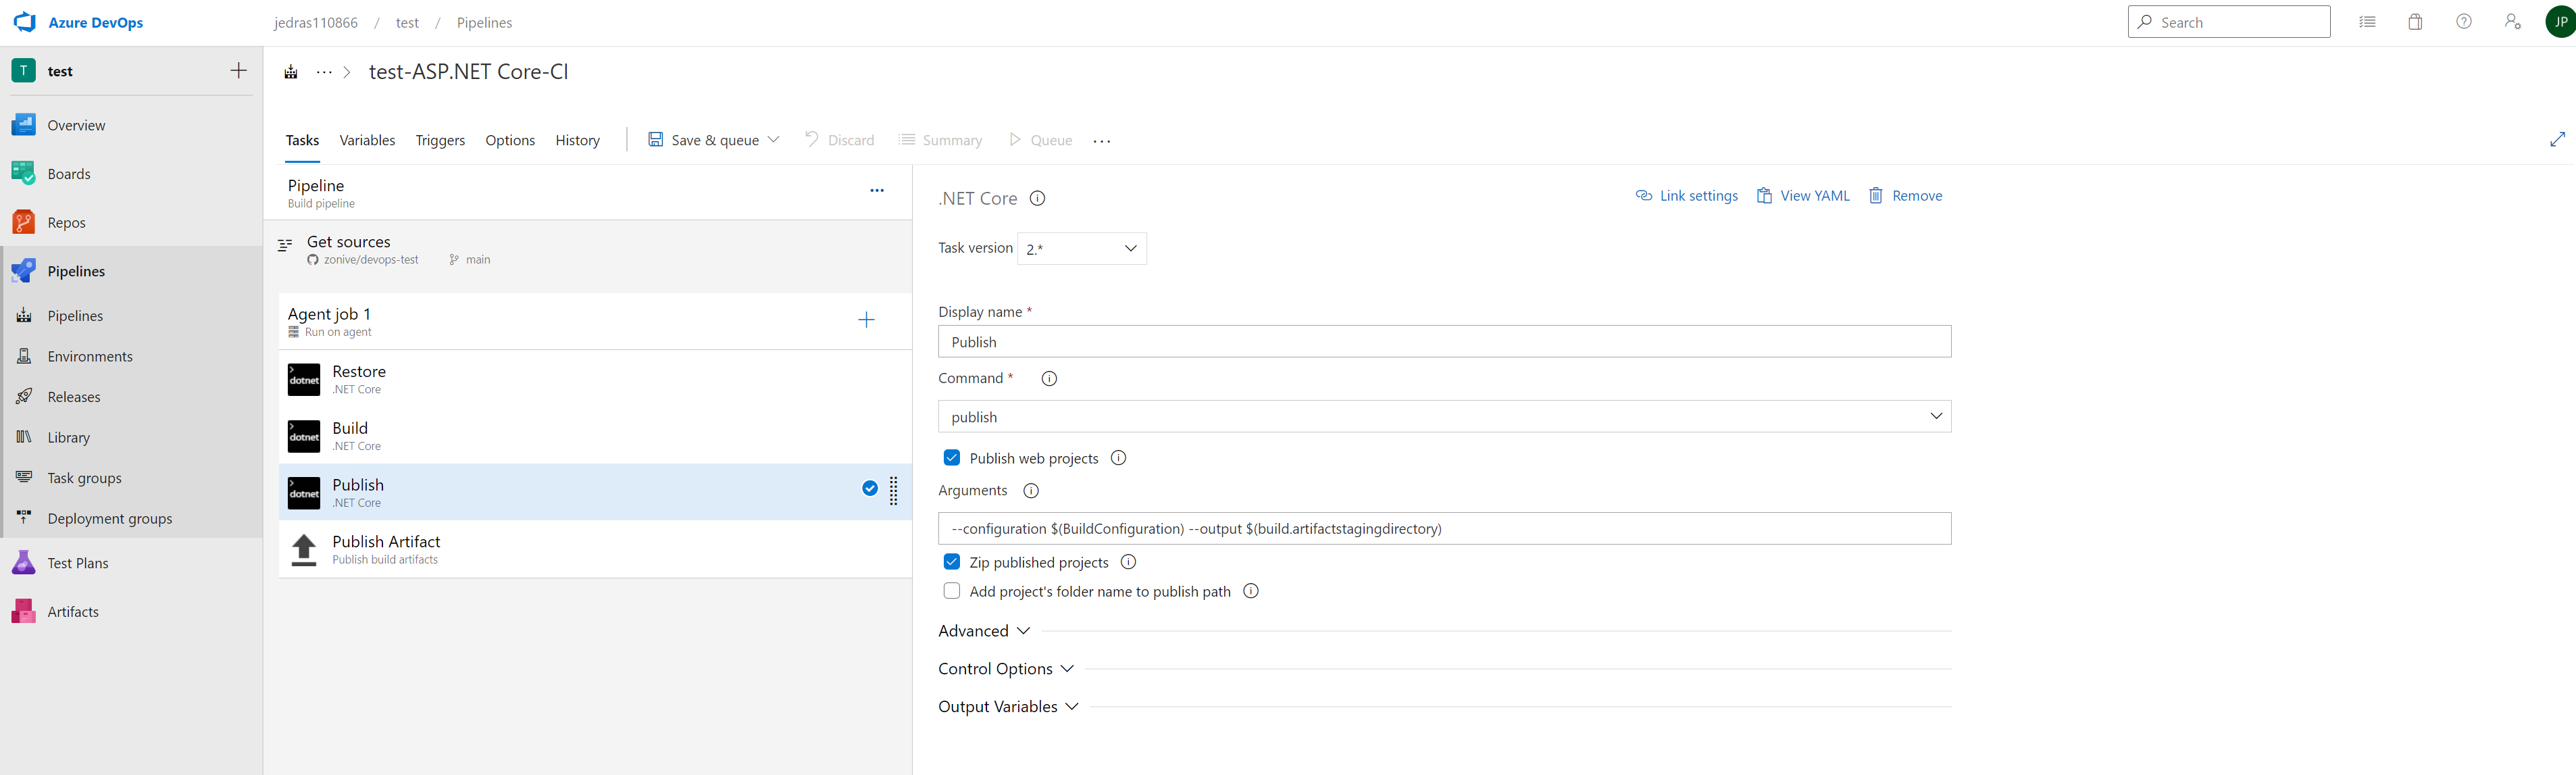 Azure DevOps
jedras110866 / test / Pipelines
Search
JP
T test
test-ASP.NET Core-CI
Overview
Boards
Repos
Pipelines
Pipelines
Environments
Releases
Library
Task groups
Deployment groups
Test Plans
Artifacts
Tasks Variables Triggers Options History Save & queue Discard Summary Queue
Pipeline
Build pipeline
Get sources
zonive/devops-test main
Agent job 1
Run on agent
dotnet Restore
.NET Core
dotnet Build
.NET Core
dotnet Publish
.NET Core
Publish Artifact
Publish build artifacts
.NET Core
Link settings View YAML Remove
Task version 2.*
Display name *
Publish
Command *
publish
Publish web projects
Arguments
--configuration $(BuildConfiguration) --output $(build.artifactstagingdirectory)
Zip published projects
Add project's folder name to publish path
Advanced
Control Options
Output Variables